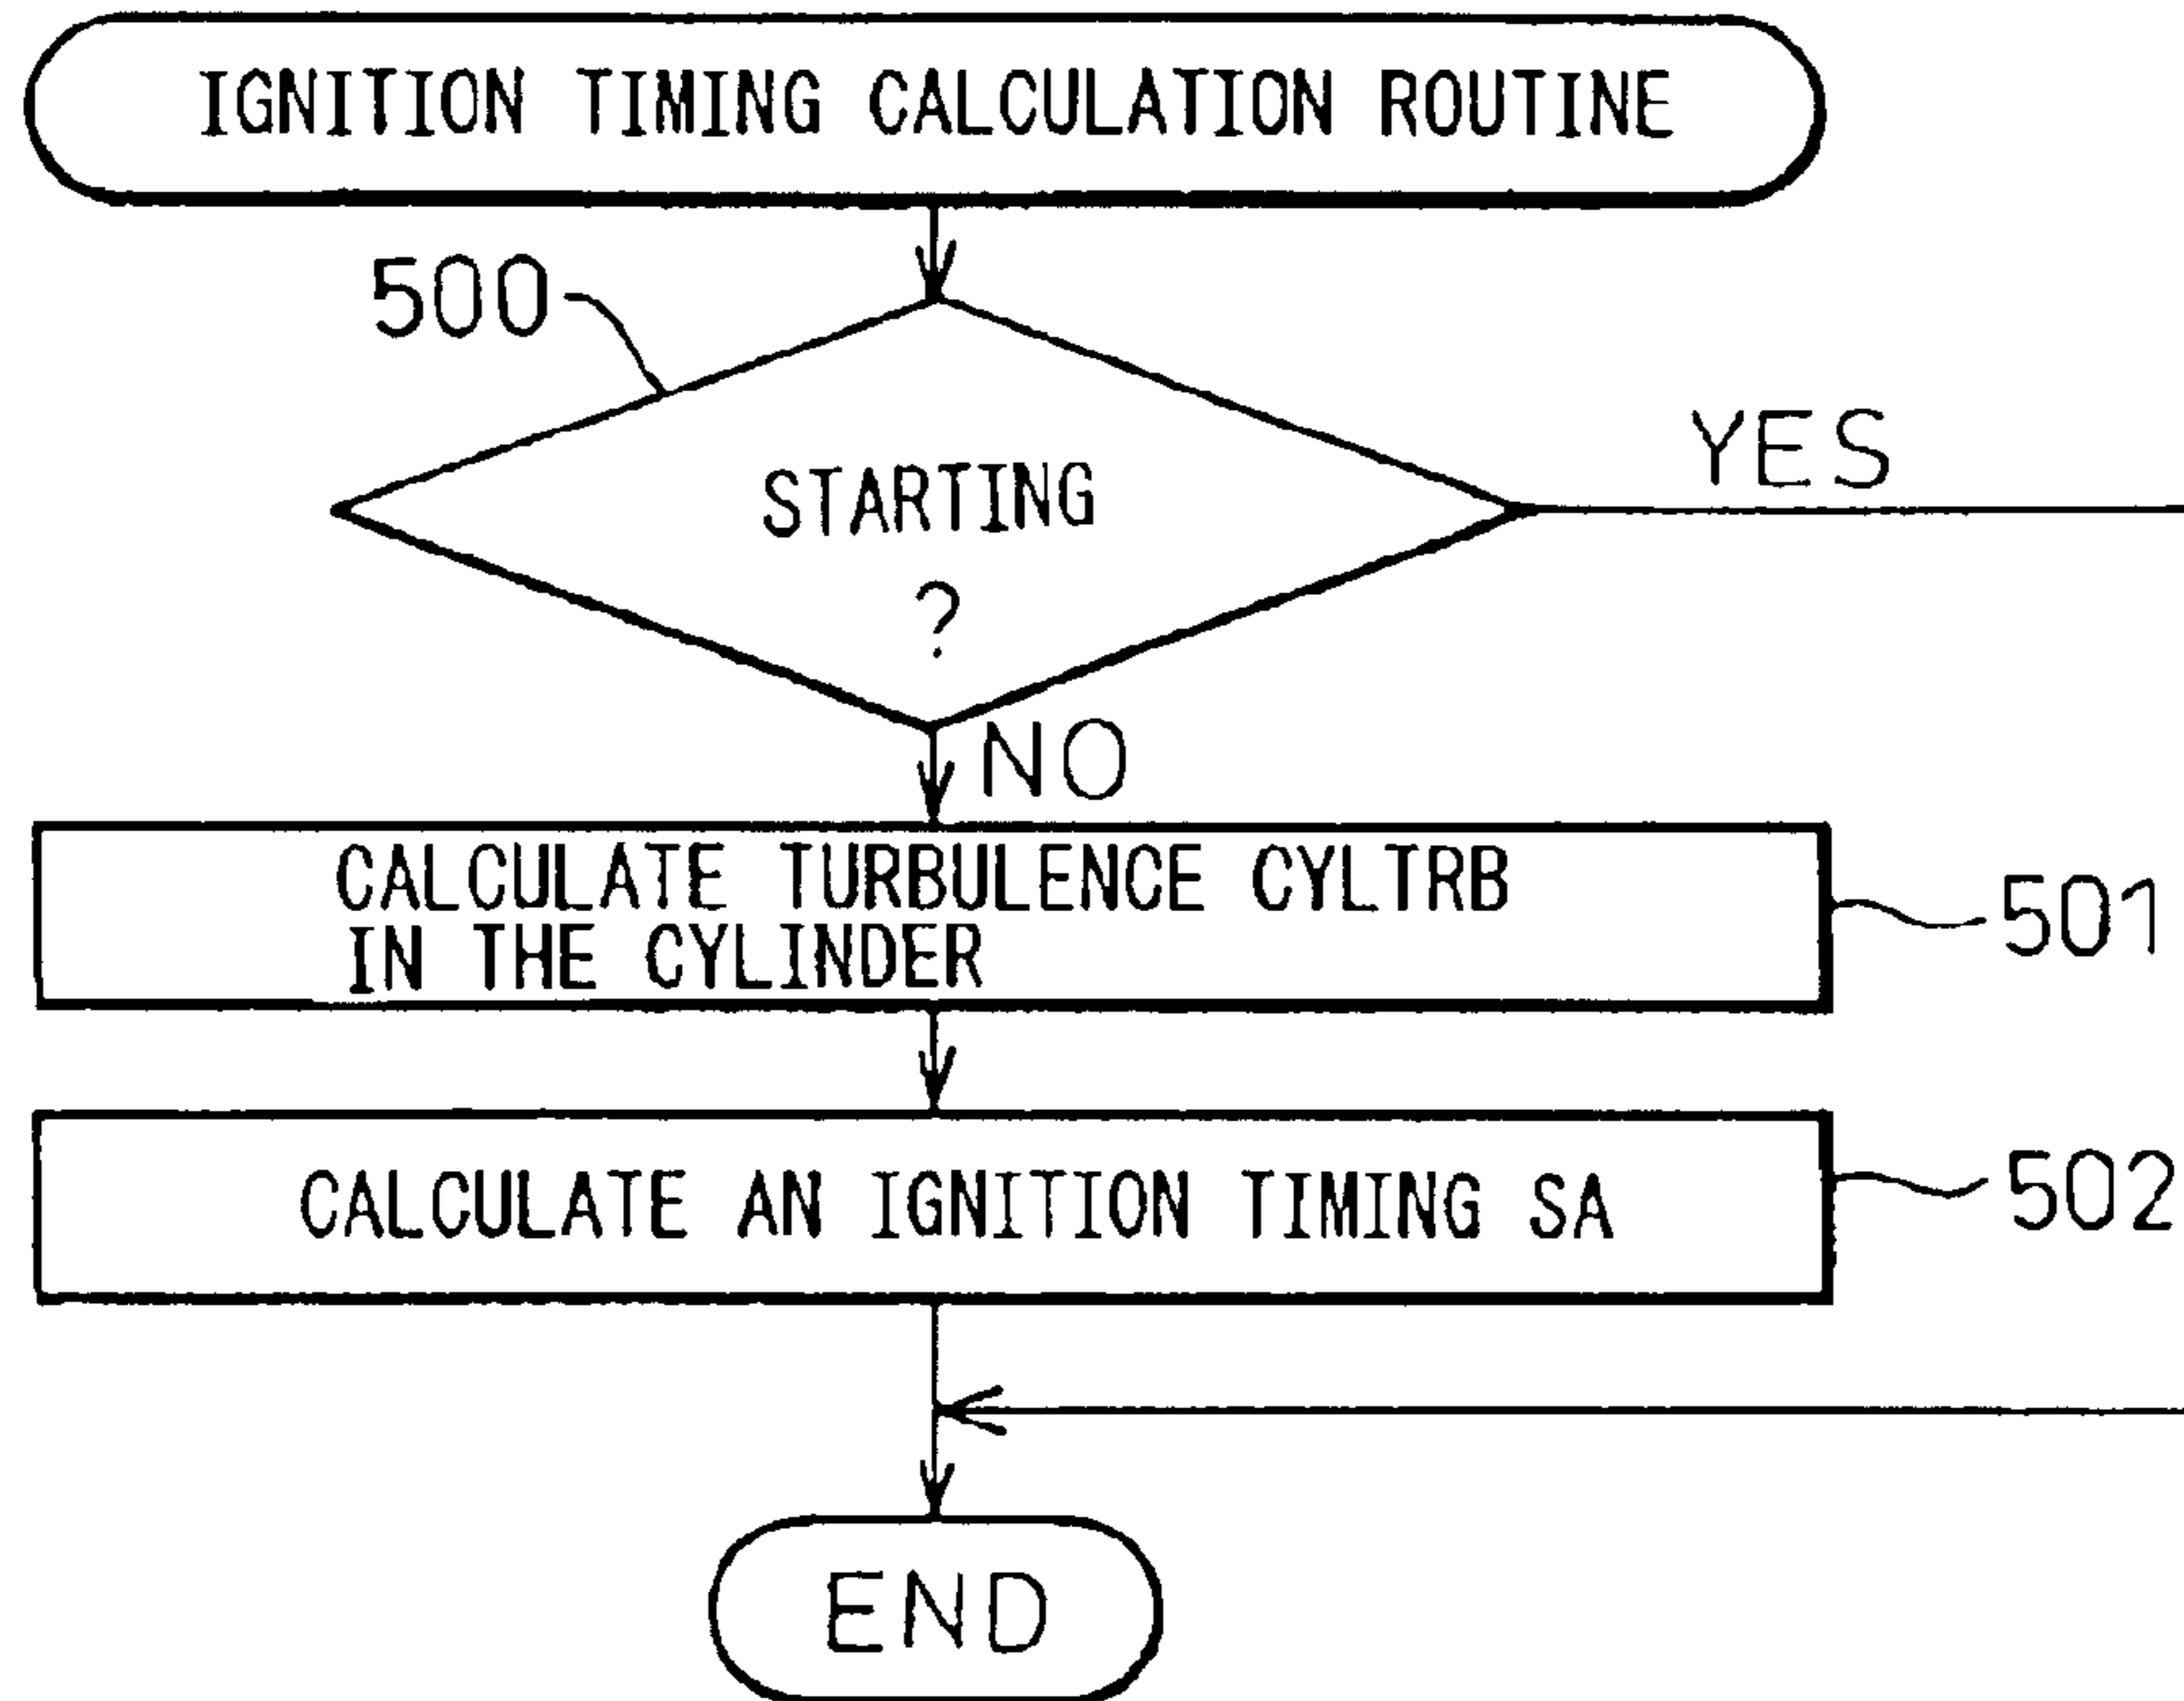 IGNITION TIMING CALCULATION ROUTINE
500
STARTING
?
YES
NO
CALCULATE TURBULENCE CYLTRB
IN THE CYLINDER
501
CALCULATE AN IGNITION TIMING SA
502
END